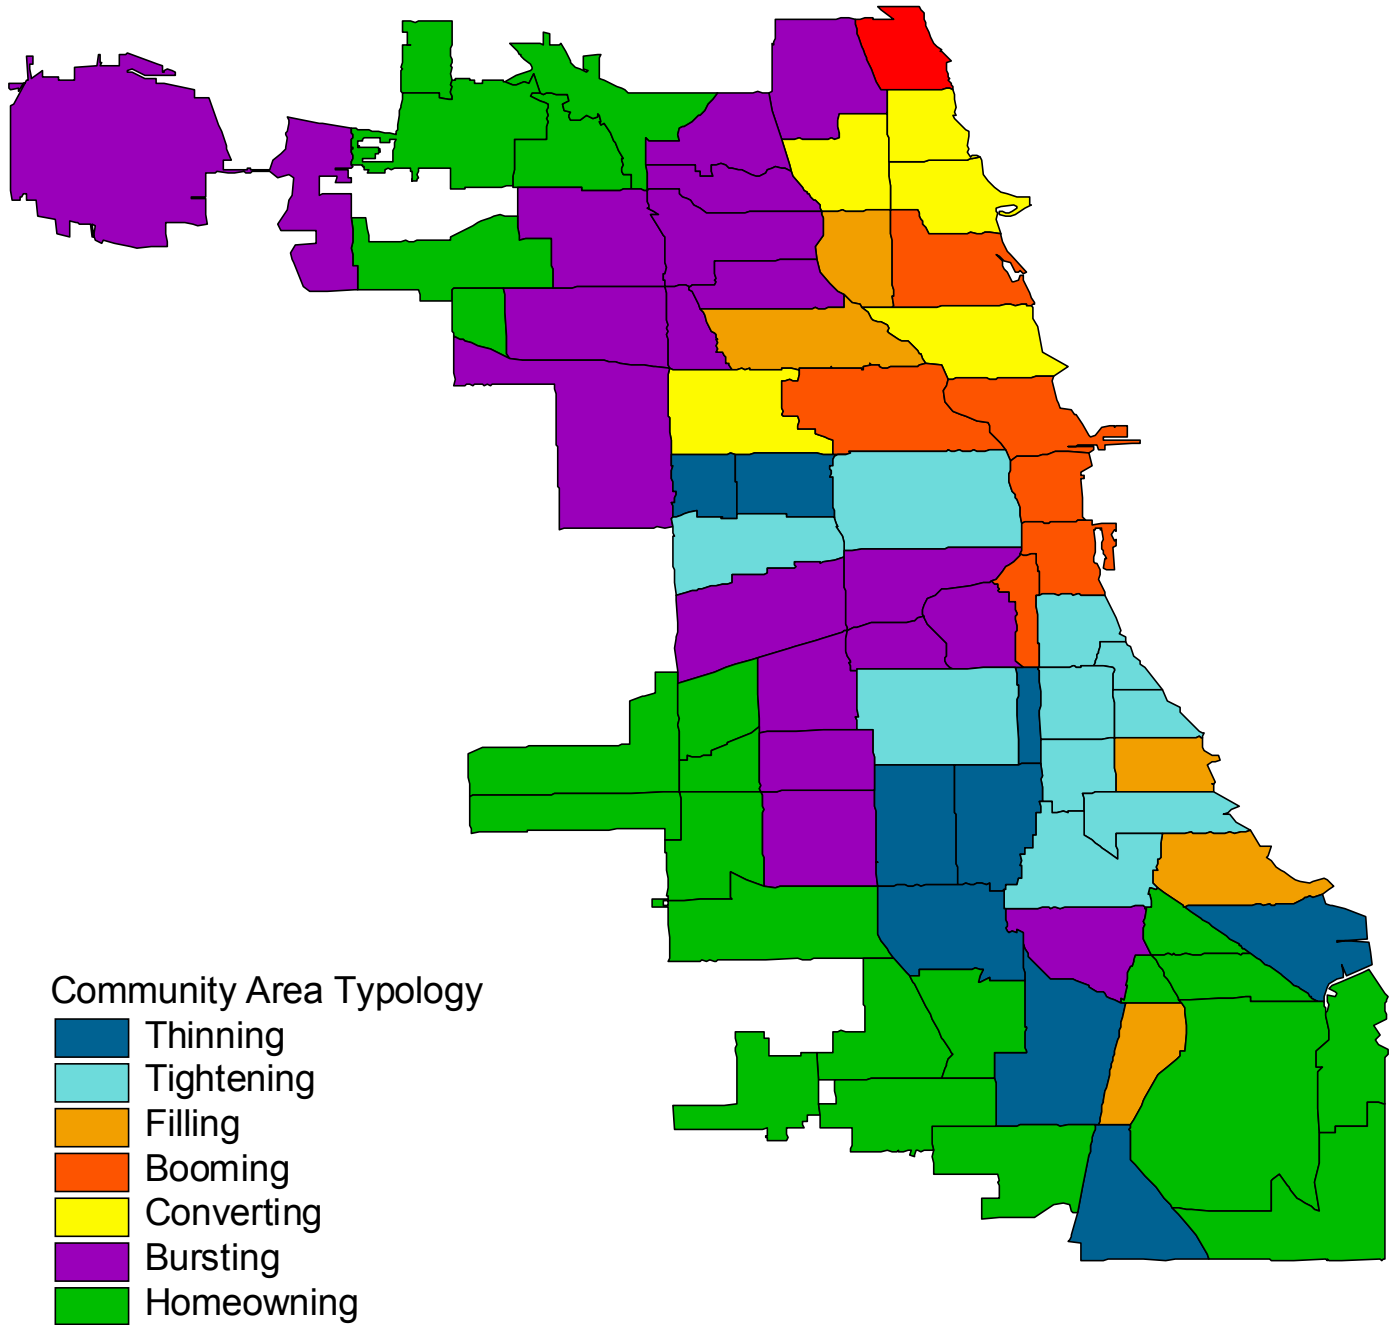 Community Area Typology
Thinning
Tightening
Filling
Booming
Converting
Bursting
Homeowning